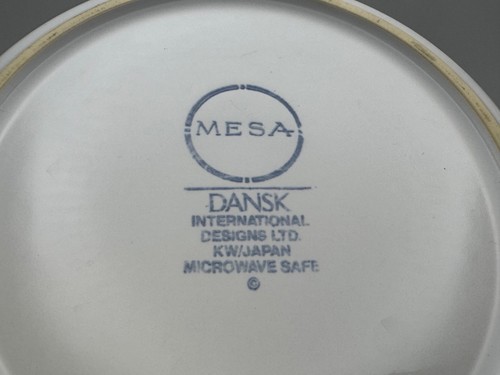 MESA
DANSK
INTERNATIONAL
DESIGNS LTD.
KW/JAPAN
MICROWAVE SAFE
©